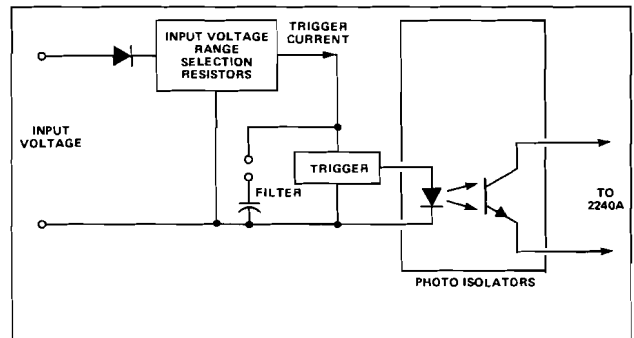 INPUT VOLTAGE
RANGE
SELECTION
RESISTORS
TRIGGER
CURRENT
INPUT
VOLTAGE
TRIGGER
FILTER
TO
2240A
PHOTO ISOLATORS